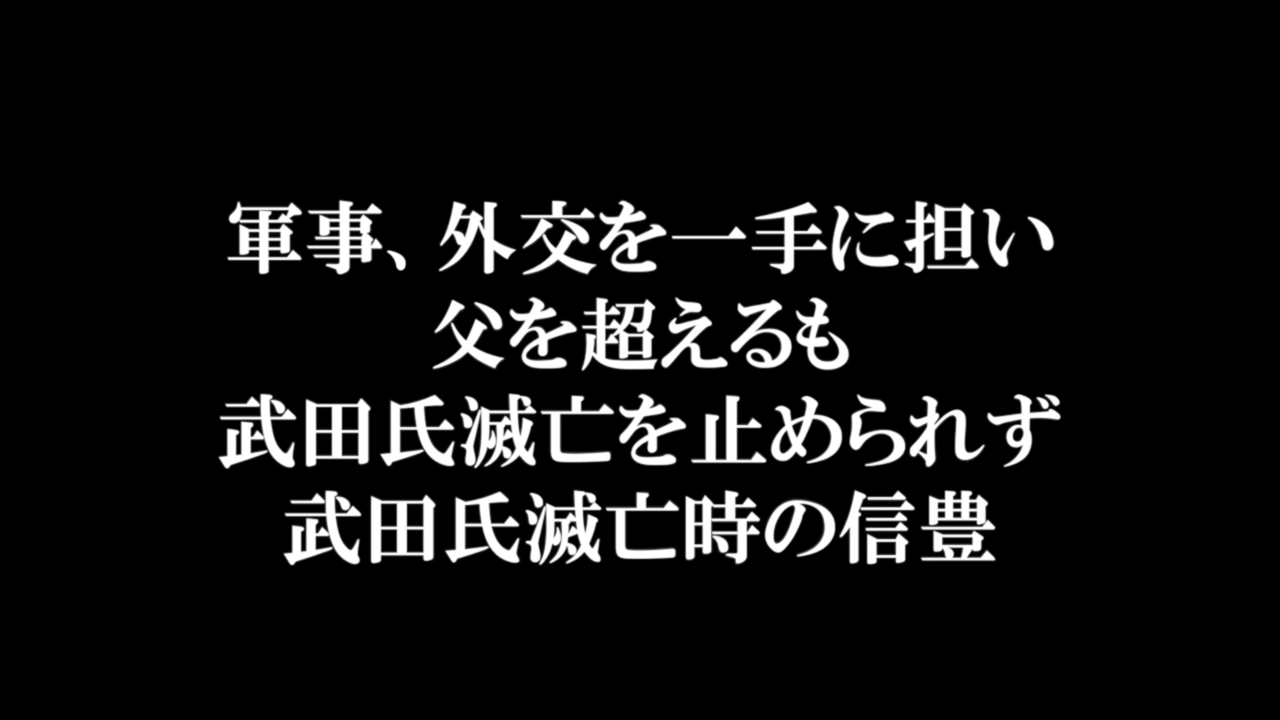 軍事、外交を一手に担い
父を超えるも
武田氏滅亡を止められず
武田氏滅亡時の信豊